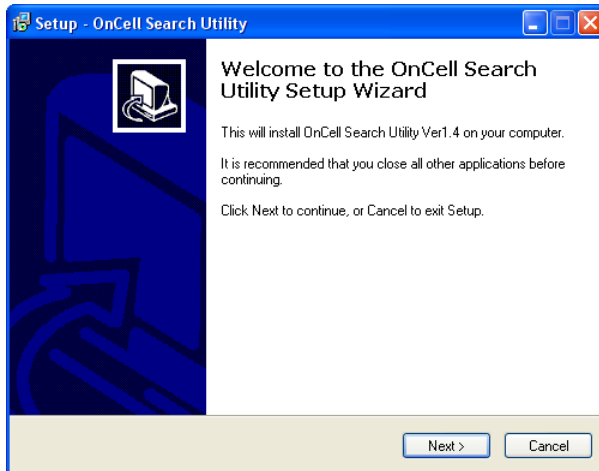 Setup - OnCell Search Utility
Welcome to the OnCell Search
Utility Setup Wizard
This will install OnCell Search Utility Ver1.4 on your computer.
It is recommended that you close all other applications before
continuing.
Click Next to continue, or Cancel to exit Setup.
Next >
Cancel